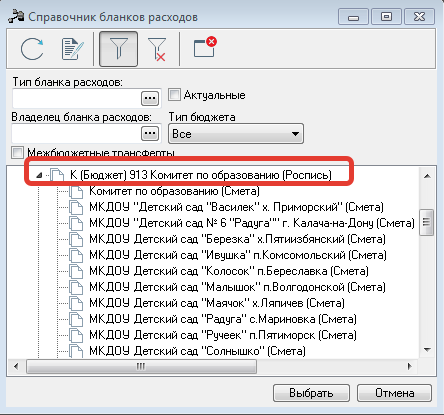 Справочник бланков расходов
Тип бланка расходов:
Актуальные
Владелец бланка расходов:
Тип бюджета
Все
Межбюджетные трансферты
К (Бюджет) 913 Комитет по образованию (Роспись)
Комитет по образованию (Смета)
МКДОУ "Детский сад "Василек" х. Приморский" (Смета)
МКДОУ "Детский сад № 6 "Радуга"" г. Калача-на-Дону (Смета)
МКДОУ Детский сад "Березка" х.Пятиизбянский (Смета)
МКДОУ Детский сад "Ивушка" п.Комсомольский (Смета)
МКДОУ Детский сад "Колосок" п.Береславка (Смета)
МКДОУ Детский сад "Малышок" п.Волгодонской (Смета)
МКДОУ Детский сад "Маячок" х.Ляпичев (Смета)
МКДОУ Детский сад "Радуга" с.Мариновка (Смета)
МКДОУ Детский сад "Ручеек" п.Пятиморск (Смета)
МКДОУ Детский сад "Солнышко" (Смета)
Выбрать
Отмена